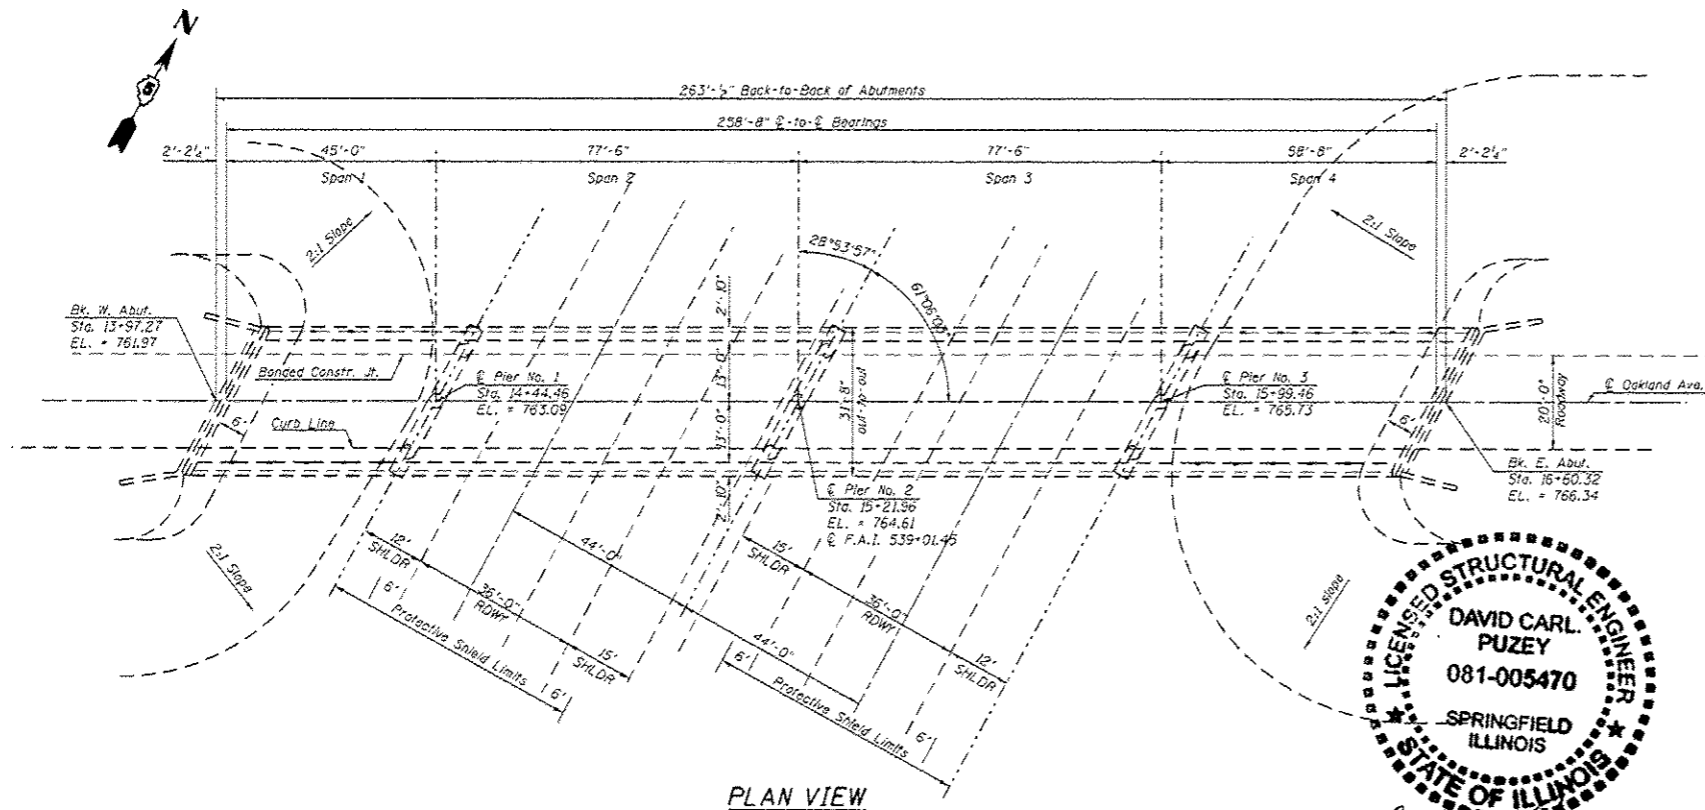 N
5
263'-½" Back-to-Back of Abutments
258'-8" ℄-to-℄ Bearings
2'-2¼"
45'-0"
77'-6"
77'-6"
58'-8"
2'-2¼"
Span 1
Span 2
Span 3
Span 4
2:1 Slope
2:1 Slope
28°53'57"
61°06'03"
2'-10"
Bk. W. Abut.
Sta. 13+97.27
EL. = 761.97
Bonded Constr. Jt.
13'-0"
31'-8"
out-to-out
℄ Pier No. 1
Sta. 14+44.46
EL. = 763.09
℄ Pier No. 3
Sta. 15+99.46
EL. = 765.73
℄ Oakland Ave.
20'-0"
Roadway
6'
6'
Curb Line
13'-0"
2'-10"
℄ Pier No. 2
Sta. 15+21.96
EL. = 764.61
℄ F.A.I. 539+01.45
Bk. E. Abut.
Sta. 16+60.32
EL. = 766.34
12'
SHLDR
44'-0"
15'
SHLDR
2:1 Slope
2:1 slope
6'
36'-0"
RDWY
36'-0"
RDWY
Protective Shield Limits
15'
SHLDR
44'-0"
6'
12'
SHLDR
6'
Protective Shield Limits
6'
PLAN VIEW
LICENSED STRUCTURAL ENGINEER
DAVID CARL.
PUZEY
081-005470
SPRINGFIELD
ILLINOIS
STATE OF ILLINOIS